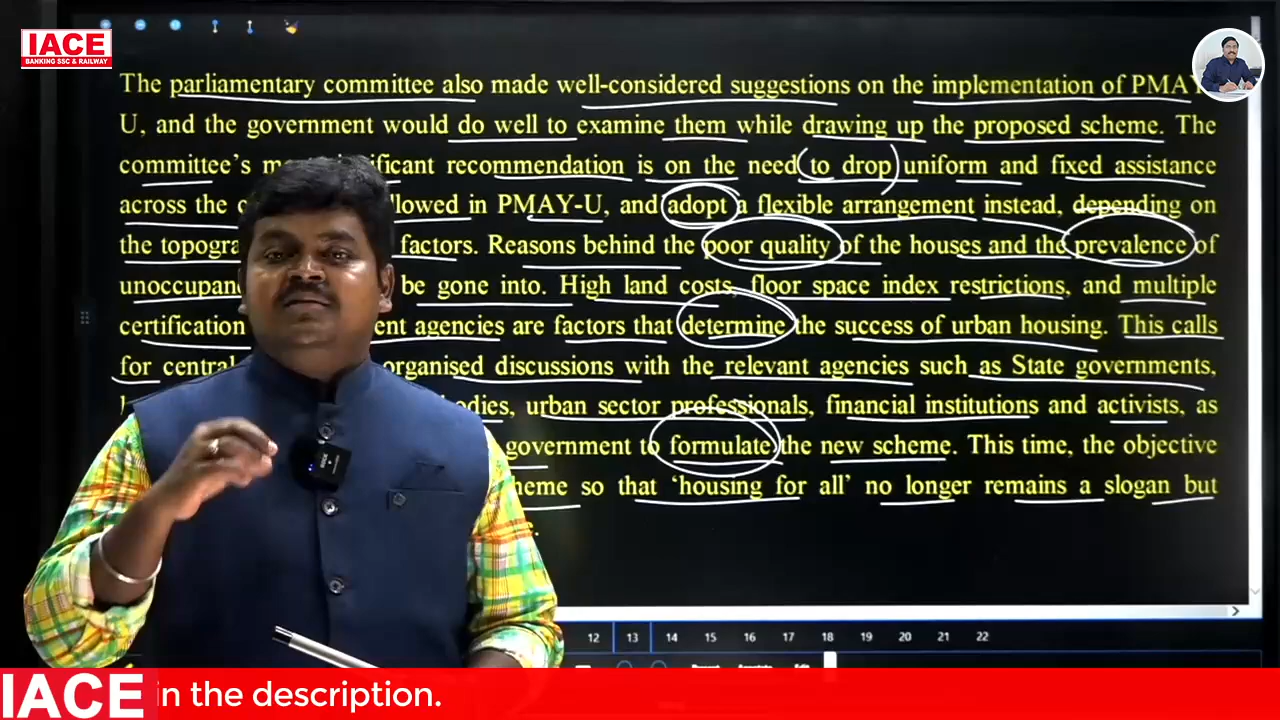 IACE
BANKING SSC & RAILWAY
The parliamentary committee also made well-considered suggestions on the implementation of PMAY
U, and the government would do well to examine them while drawing up the proposed scheme. The
committee's is on the need to drop uniform and fixed assistance
across the in PMAY-U, and adopt a flexible arrangement instead, depending on
the factors. Reasons behind the poor quality of the houses and the prevalence of
be gone into. High land costs, floor space index restrictions, and multiple
certification agencies are factors that determine the success of urban housing. This calls
for discussions with the relevant agencies such as State governments,
urban sector professionals, financial institutions and activists, as
government to formulate the new scheme. This time, the objective
so that 'housing for all' no longer remains a slogan but
12 13 14 15 16 17 18 19 20 21 22
IACE in the description.